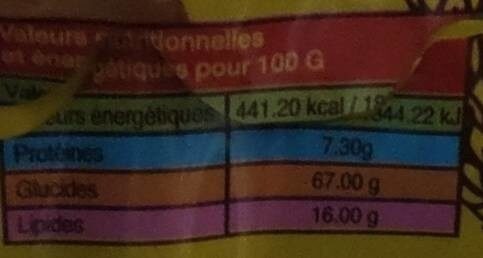 Valeurs nutritionnelles
et énergétiques pour 100 G
Valeurs énergétiques 441.20 kcal / 1844.22 kJ
Protéines 7.30g
Glucides 67.00 g
Lipides 16.00 g